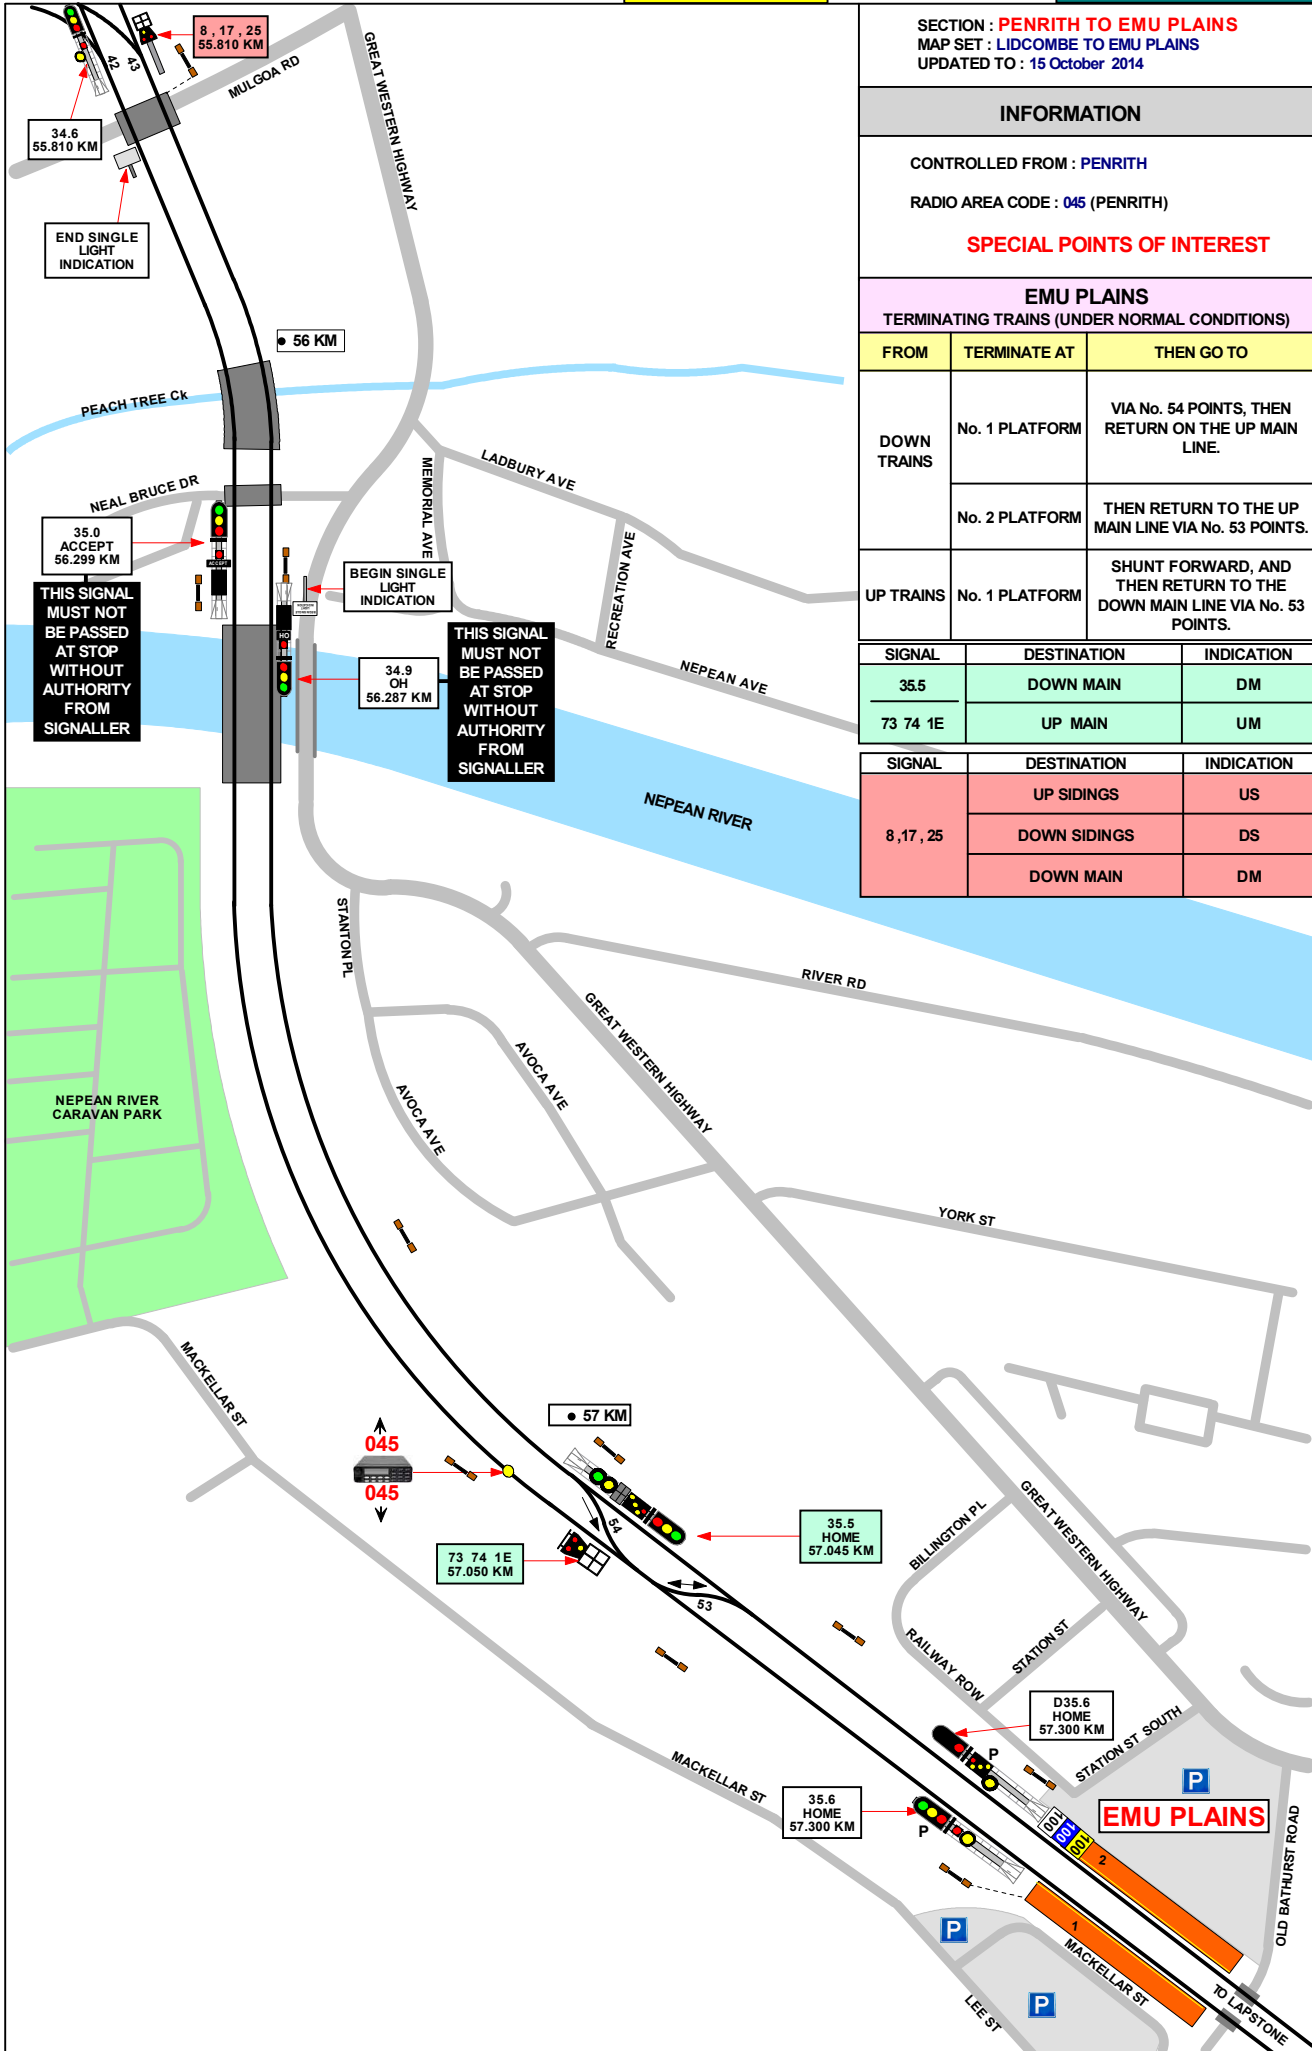 SECTION : PENRITH TO EMU PLAINS
MAP SET : LIDCOMBE TO EMU PLAINS
UPDATED TO : 15 October 2014
INFORMATION
CONTROLLED FROM : PENRITH
RADIO AREA CODE : 045 (PENRITH)
SPECIAL POINTS OF INTEREST
EMU PLAINS
TERMINATING TRAINS (UNDER NORMAL CONDITIONS)
FROM TERMINATE AT THEN GO TO
DOWN
TRAINS
No. 1 PLATFORM
VIA No. 54 POINTS, THEN
RETURN ON THE UP MAIN
LINE.
No. 2 PLATFORM
THEN RETURN TO THE UP
MAIN LINE VIA No. 53 POINTS.
UP TRAINS
No. 1 PLATFORM
SHUNT FORWARD, AND
THEN RETURN TO THE
DOWN MAIN LINE VIA No. 53
POINTS.
SIGNAL DESTINATION INDICATION
35.5 DOWN MAIN DM
73 74 1E UP MAIN UM
SIGNAL DESTINATION INDICATION
8 ,17 , 25
UP SIDINGS US
DOWN SIDINGS DS
DOWN MAIN DM
8 , 17 , 25
55.810 KM
42
43
MULGOA RD
GREAT WESTERN HIGHWAY
34.6
55.810 KM
END SINGLE
LIGHT
INDICATION
56 KM
PEACH TREE Ck
NEAL BRUCE DR
MEMORIAL AVE
LADBURY AVE
RECREATION AVE
NEPEAN AVE
35.0
ACCEPT
56.299 KM
ACCEPT
THIS SIGNAL
MUST NOT
BE PASSED
AT STOP
WITHOUT
AUTHORITY
FROM
SIGNALLER
BEGIN SINGLE
LIGHT
INDICATION
HO
34.9
OH
56.287 KM
THIS SIGNAL
MUST NOT
BE PASSED
AT STOP
WITHOUT
AUTHORITY
FROM
SIGNALLER
NEPEAN RIVER
STANTON PL
RIVER RD
GREAT WESTERN HIGHWAY
AVOCA AVE
AVOCA AVE
NEPEAN RIVER
CARAVAN PARK
YORK ST
MACKELLAR ST
57 KM
045
045
54
35.5
HOME
57.045 KM
73 74 1E
57.050 KM
53
BILLINGTON PL
GREAT WESTERN HIGHWAY
RAILWAY ROW
STATION ST
STATION ST SOUTH
D35.6
HOME
57.300 KM
P
MACKELLAR ST
35.6
HOME
57.300 KM
P
100
100
100
P
EMU PLAINS
2
1
OLD BATHURST ROAD
P
MACKELLAR ST
LEE ST
P
TO LAPSTONE